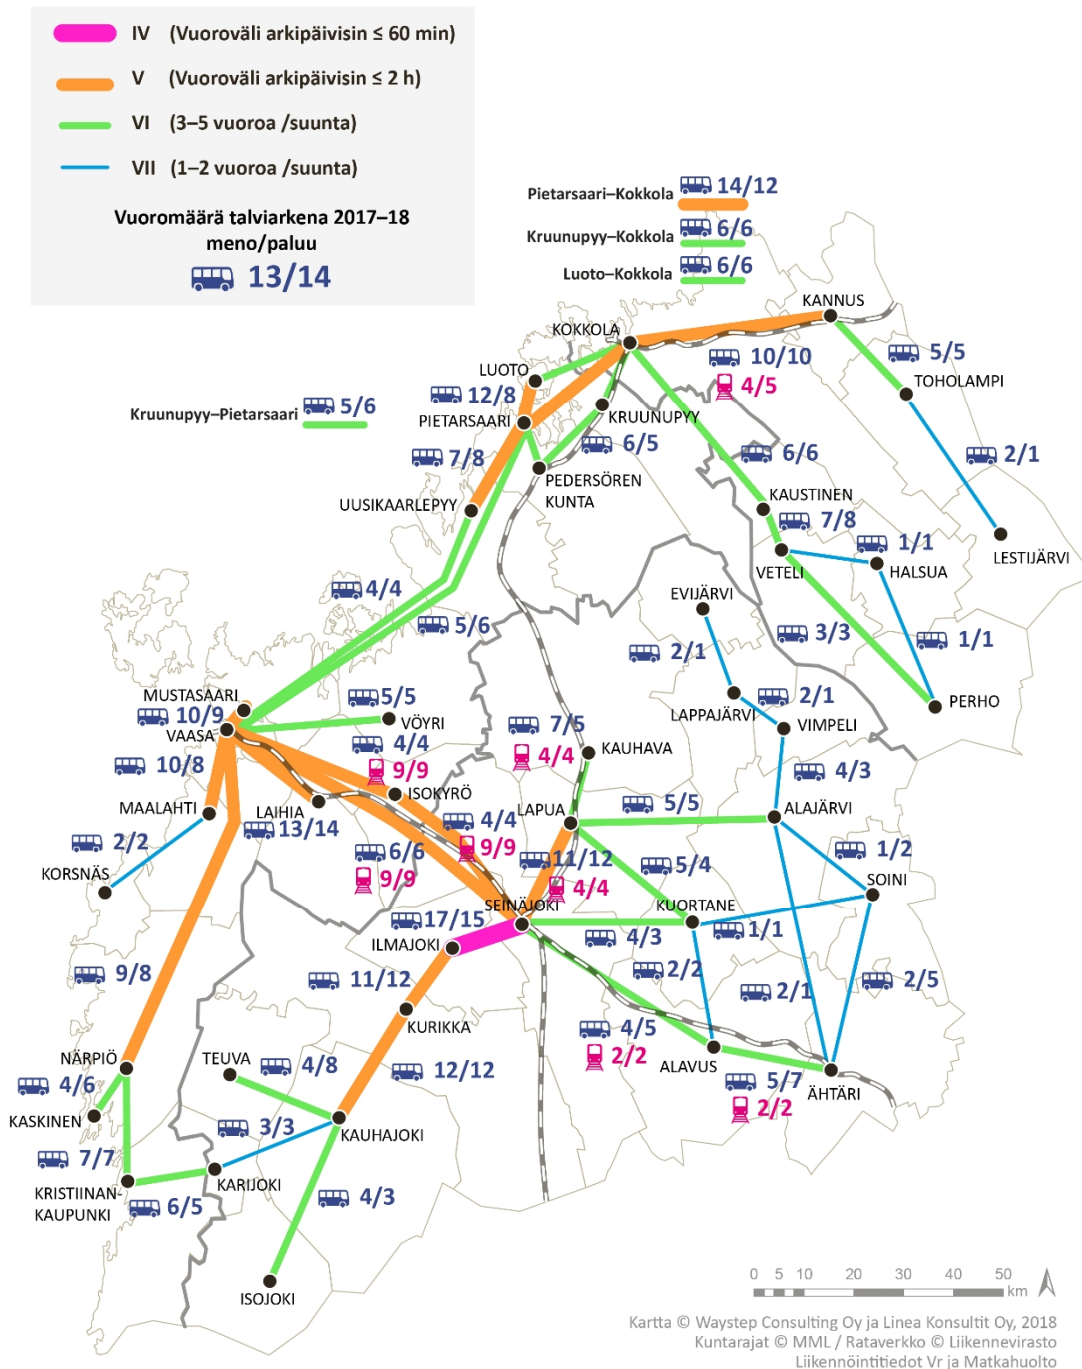 IV (Vuoroväli arkipäivisin ≤ 60 min)
V (Vuoroväli arkipäivisin ≤ 2 h)
VI (3–5 vuoroa /suunta)
VII (1–2 vuoroa /suunta)
Vuoromäärä talviarkena 2017–18
meno/paluu
13/14
Pietarsaari–Kokkola 14/12
Kruunupyy–Kokkola 6/6
Luoto–Kokkola 6/6
KANNUS
KOKKOLA
10/10
4/5
5/5
TOHOLAMPI
LUOTO
12/8
Kruunupyy–Pietarsaari 5/6
PIETARSAARI
KRUUNUPYY
6/5
7/8
6/6
2/1
PEDERSÖREN
KUNTA
UUSIKAARLEPYY
KAUSTINEN
7/8
1/1
LESTIJÄRVI
VETELI
HALSUA
4/4
EVIJÄRVI
5/6
3/3
1/1
2/1
MUSTASAARI
5/5
2/1
PERHO
10/9
VÖYRI
LAPPAJÄRVI
VIMPELI
VAASA
4/4
7/5
KAUHAVA
10/8
9/9
4/4
4/3
ISOKYRÖ
MAALAHTI
LAIHIA
LAPUA
5/5
ALAJÄRVI
13/14
4/4
2/2
6/6
9/9
11/12
5/4
1/2
KORSNÄS
9/9
4/4
SOINI
SEINÄJOKI
KUORTANE
17/15
ILMAJOKI
4/3
1/1
9/8
11/12
2/2
2/1
2/5
KURIKKA
4/5
2/2
NÄRPIÖ
TEUVA
4/8
12/12
ALAVUS
4/6
5/7
ÄHTÄRI
2/2
KASKINEN
3/3
KAUHAJOKI
7/7
KARIJOKI
KRISTIINAN-
KAUPUNKI
6/5
4/3
ISOJOKI
0 5 10 20 30 40 50
km
Kartta © Waystep Consulting Oy ja Linea Konsultit Oy, 2018
Kuntarajat © MML / Rataverkko © Liikennevirasto
Liikennöintitiedot Vr ja Matkahuolto